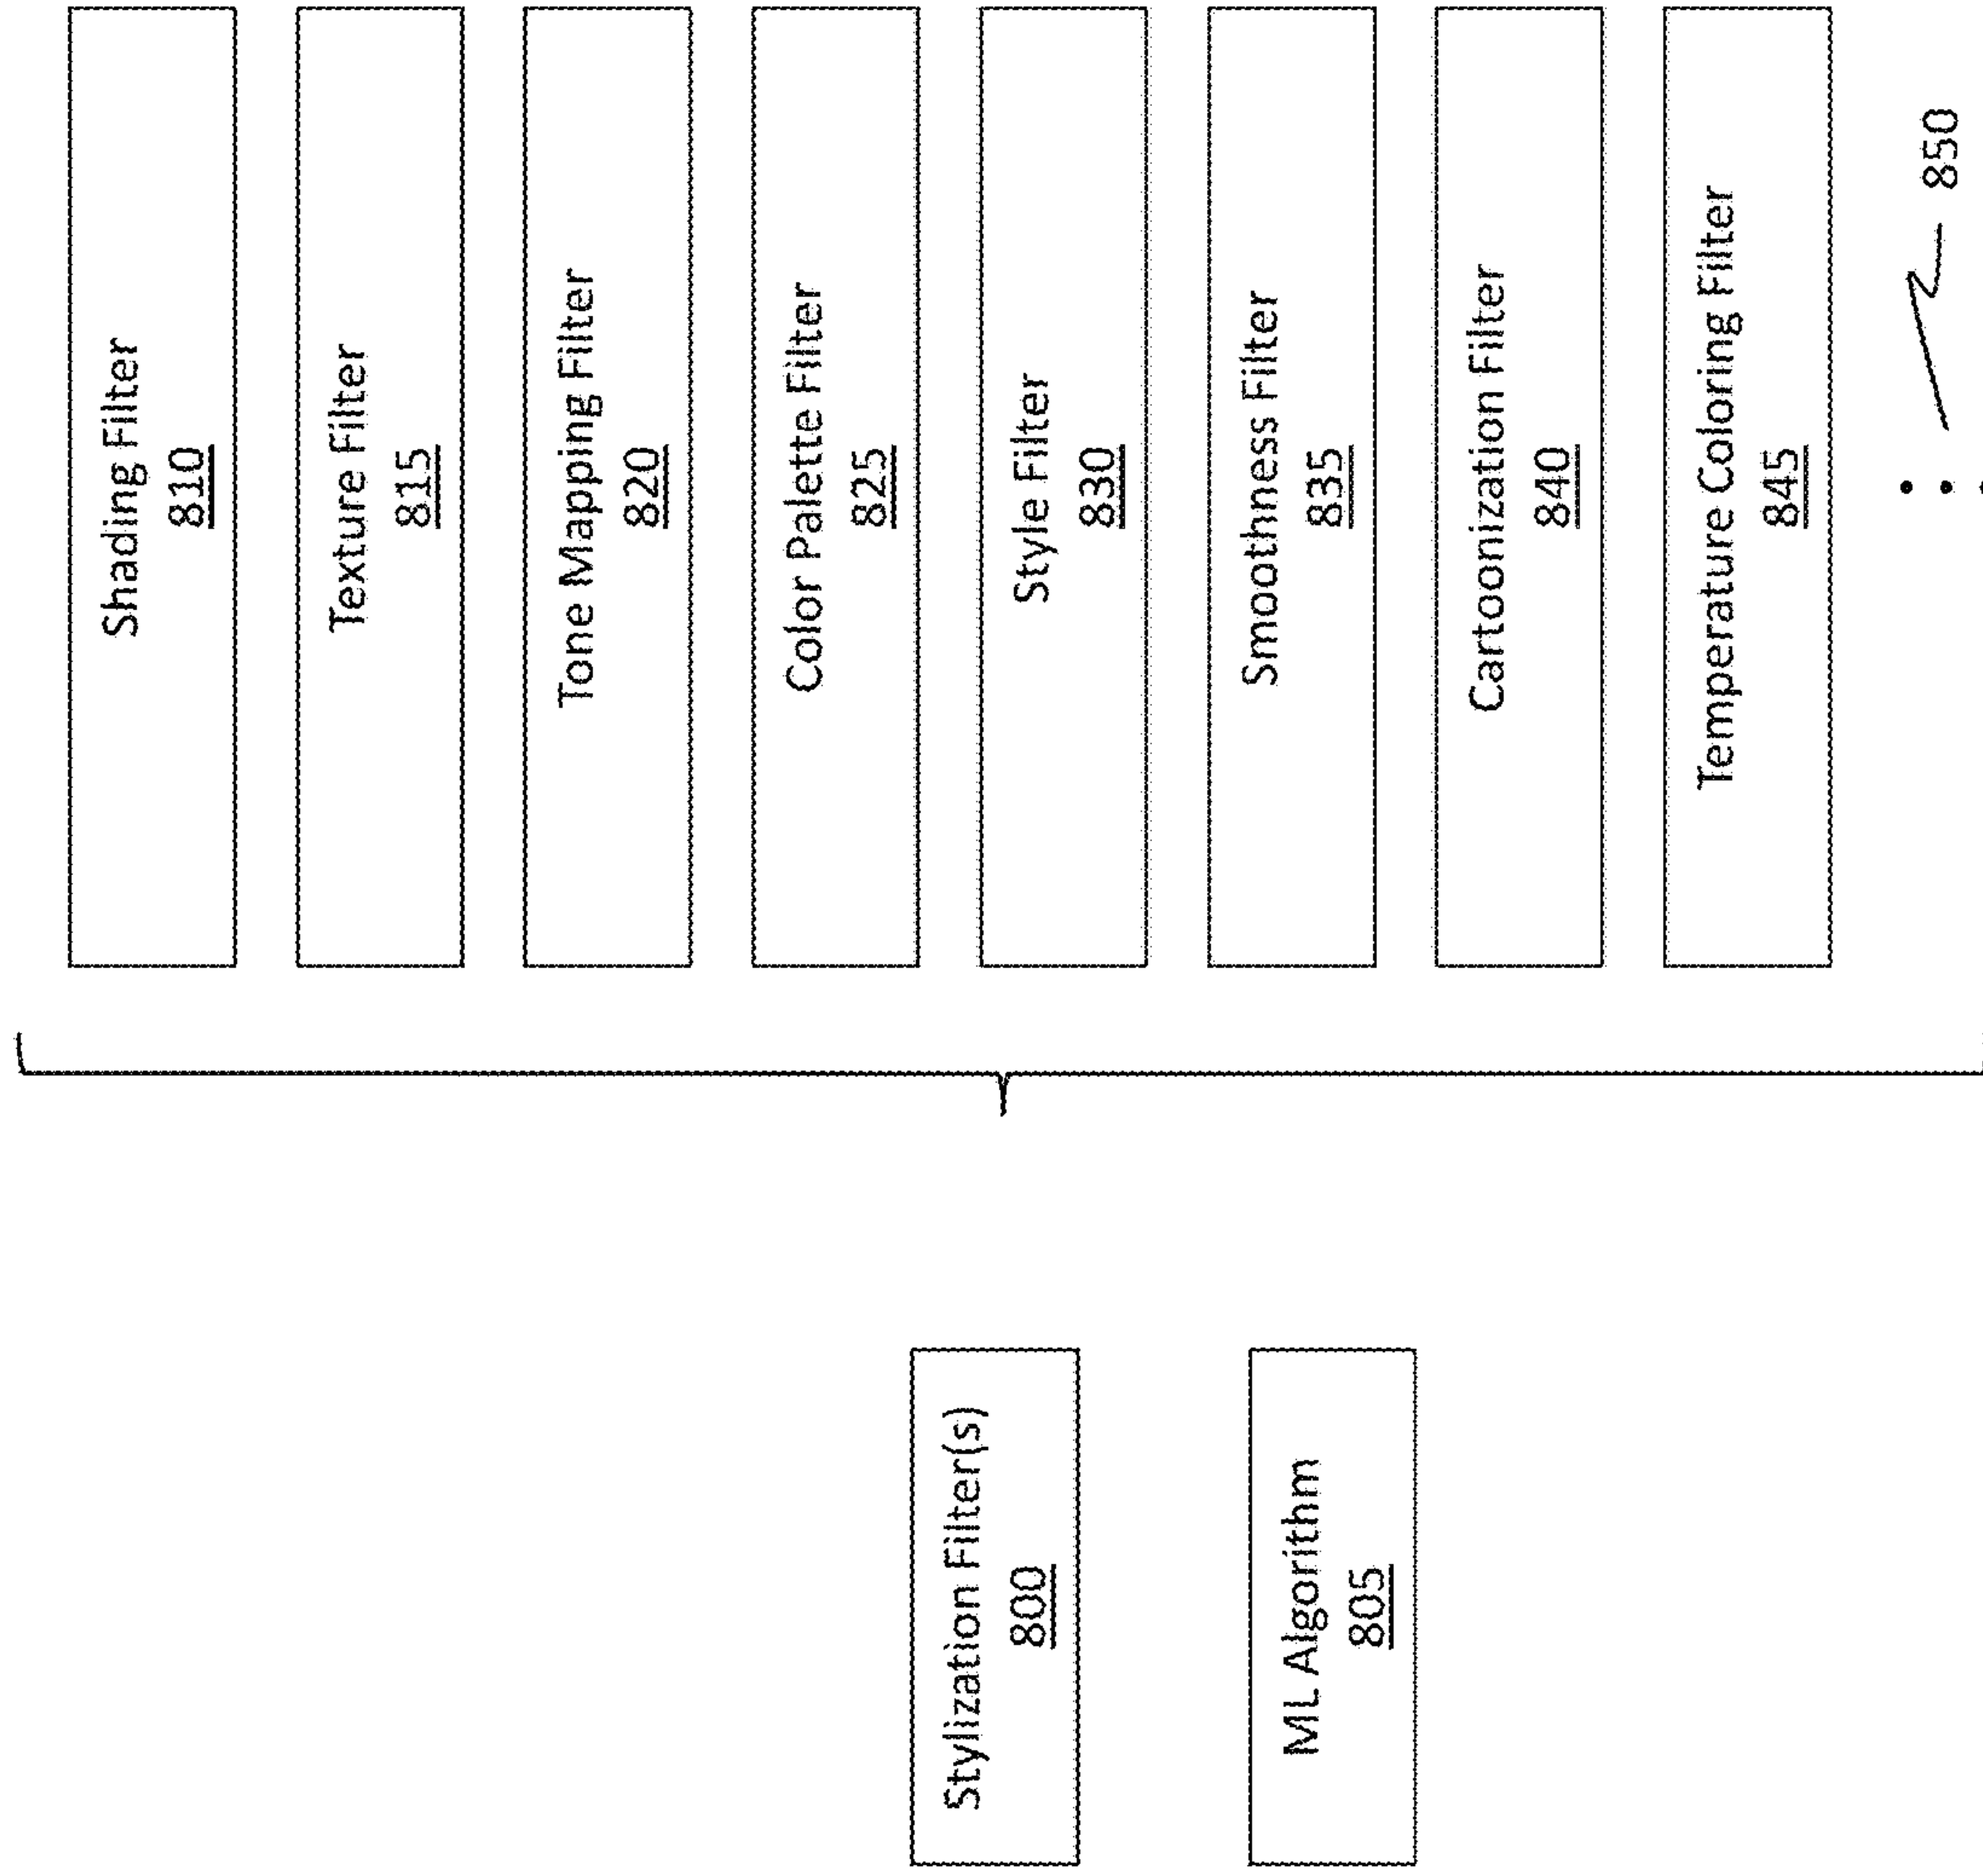 Stylization Filter(s)
800
ML Algorithm
805
Shading Filter
810
Texture Filter
815
Tone Mapping Filter
820
Color Palette Filter
825
Style Filter
830
Smoothness Filter
835
Cartoonization Filter
840
Temperature Coloring Filter
845
850